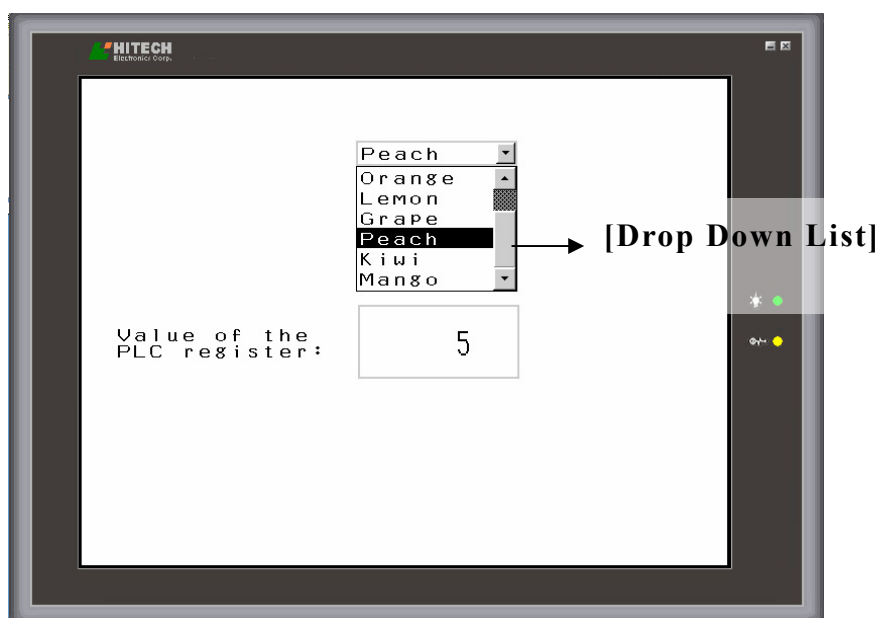 HITECH
Electronics Corp.
Peach
Orange
Lemon
Grape
Peach
Kiwi
Mango
[Drop Down List]
Value of the
PLC register:
5